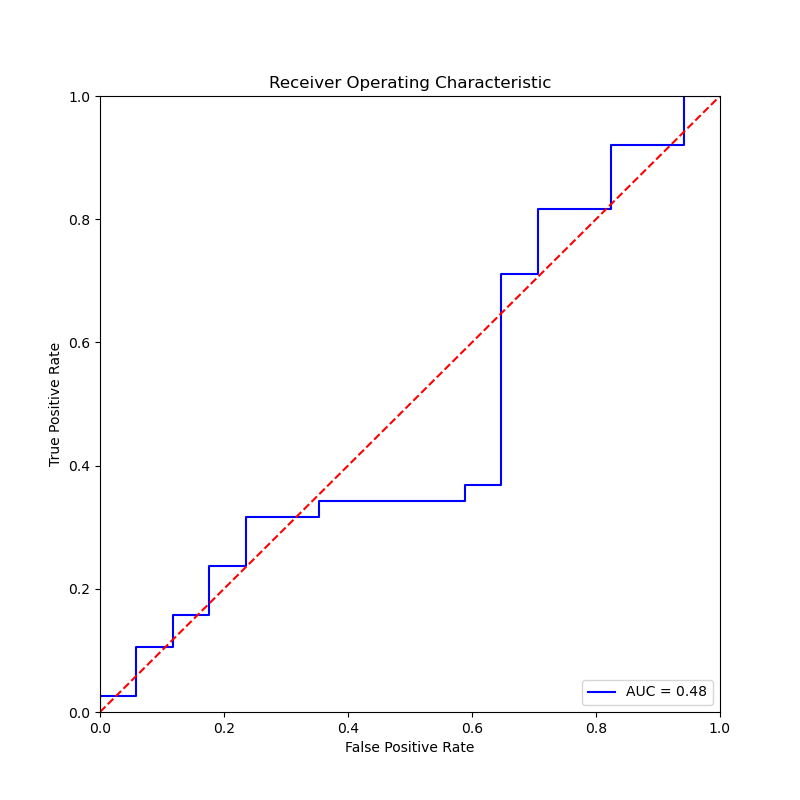 Receiver Operating Characteristic
True Positive Rate
1.0
0.8
0.6
0.4
0.2
0.0
AUC = 0.48
0.0 0.2 0.4 0.6 0.8 1.0
False Positive Rate